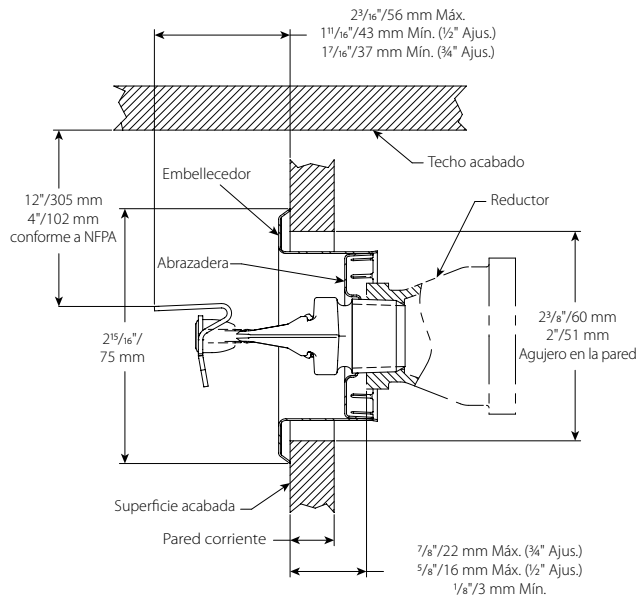 2³/₁₆"/56 mm Máx.
1¹¹/₁₆"/43 mm Mín. (½" Ajus.)
1⁷/₁₆"/37 mm Mín. (¾" Ajus.)
Techo acabado
Embellecedor
12"/305 mm
4"/102 mm
conforme a NFPA
Reductor
Abrazadera
2¹⁵/₁₆"/
75 mm
2³/₈"/60 mm
2"/51 mm
Agujero en la pared
Superficie acabada
Pared corriente
⁷/₈"/22 mm Máx. (¾" Ajus.)
⁵/₈"/16 mm Máx. (½" Ajus.)
¹/₈"/3 mm Mín.